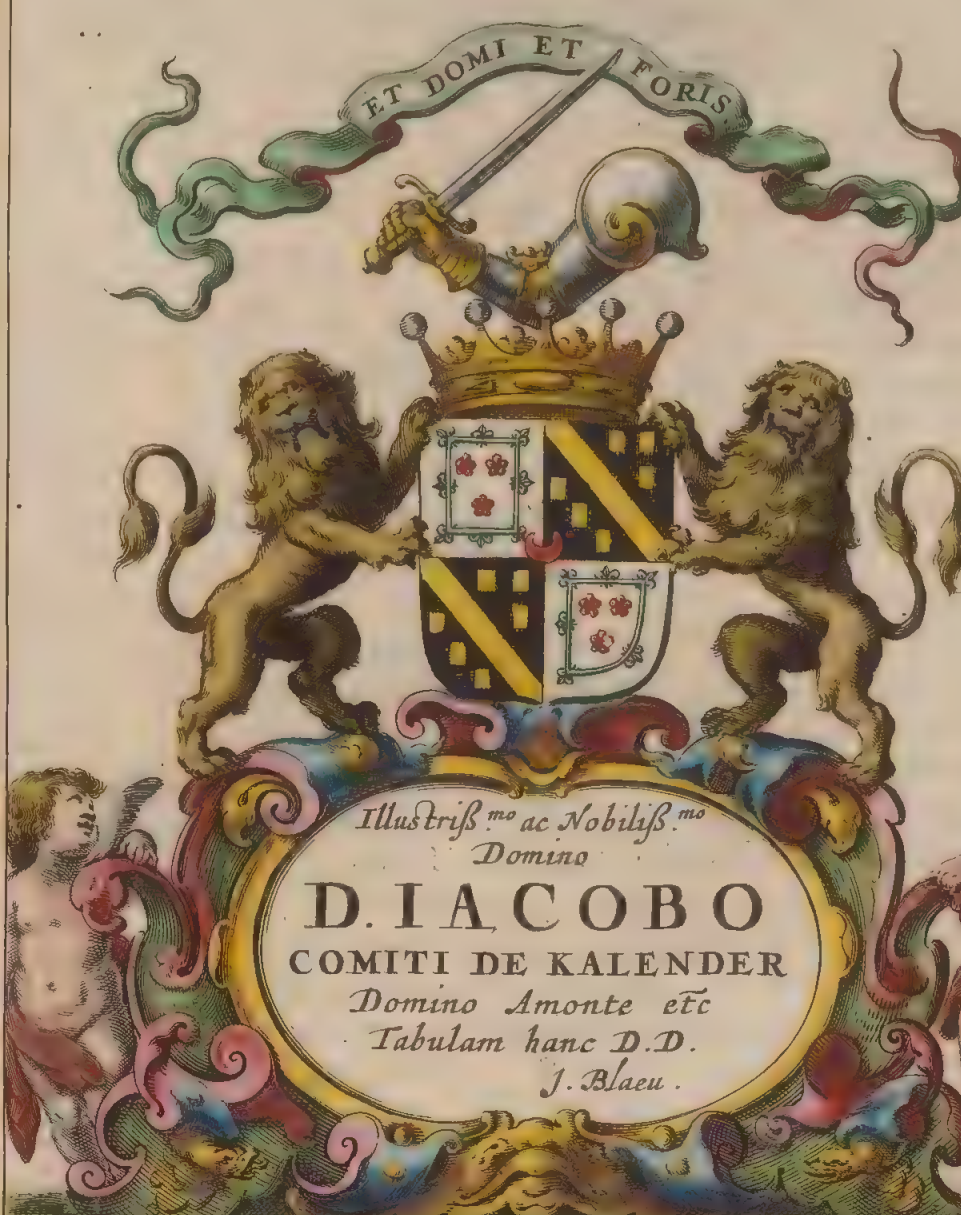 ET DOMI ET FORIS
Illustriß.mo ac Nobiliß.mo
Domino
D. IACOBO
COMITI DE KALENDER
Domino Amonte etc̄
Tabulam hanc D.D.
J. Blaeu.